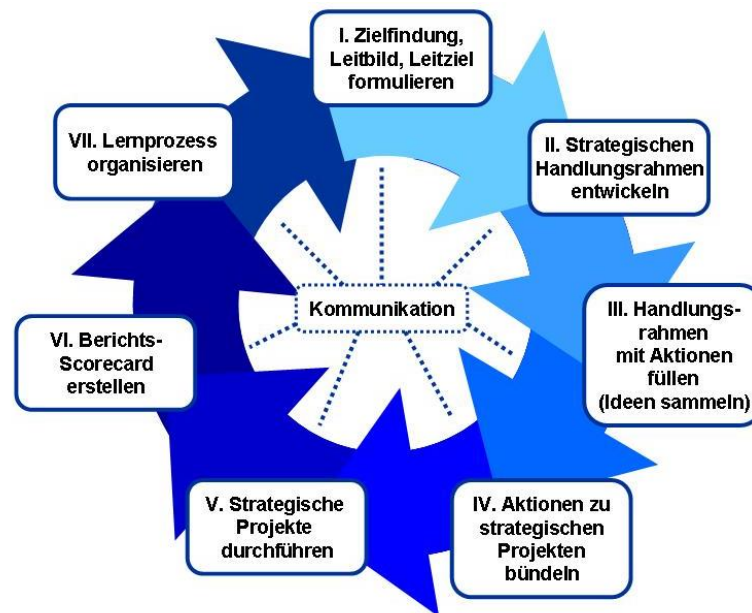 I. Zielfindung,
Leitbild, Leitziel
formulieren
II. Strategischen
Handlungsrahmen
entwickeln
III. Handlungs-
rahmen
mit Aktionen
füllen
(Ideen sammeln)
IV. Aktionen zu
strategischen
Projekten
bündeln
V. Strategische
Projekte
durchführen
VI. Berichts-
Scorecard
erstellen
VII. Lernprozess
organisieren
Kommunikation